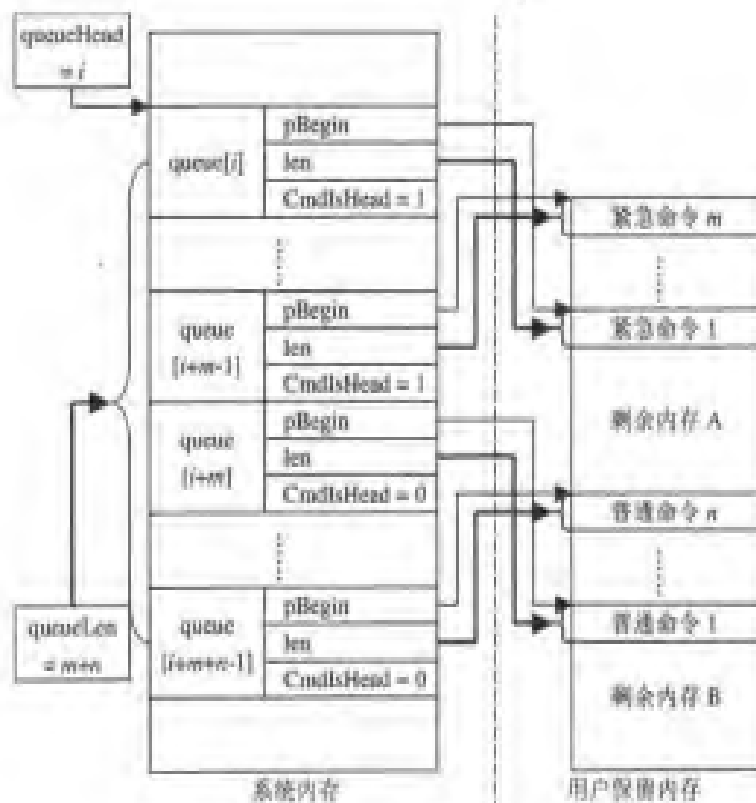 queueHead
= i
queue[i]
pBegin
len
CmdIsHead = 1
queue
[i+m-1]
pBegin
len
CmdIsHead = 1
queue
[i+m]
pBegin
len
CmdIsHead = 0
queue
[i+m+n-1]
pBegin
len
CmdIsHead = 0
queueLen
= m+n
系统内存
紧急命令 m
紧急命令 1
剩余内存 A
普通命令 n
普通命令 1
剩余内存 B
用户保留内存